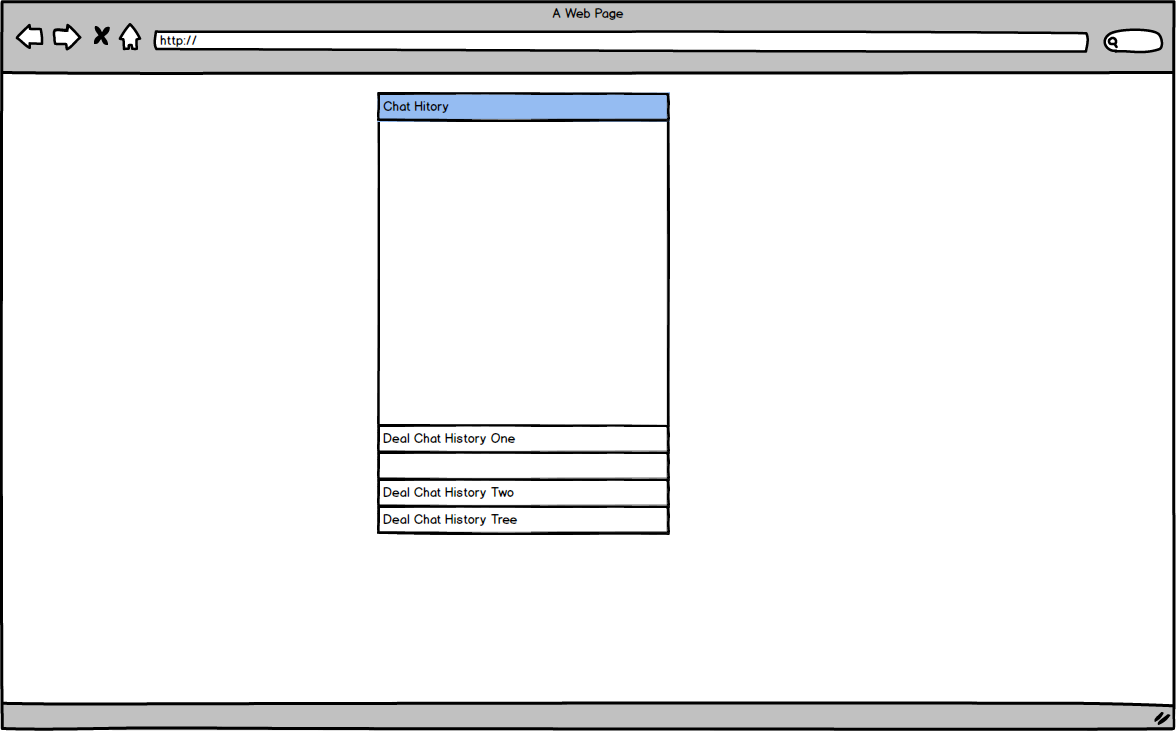 A Web Page
http://
Chat Hitory
Deal Chat History One
Deal Chat History Two
Deal Chat History Tree